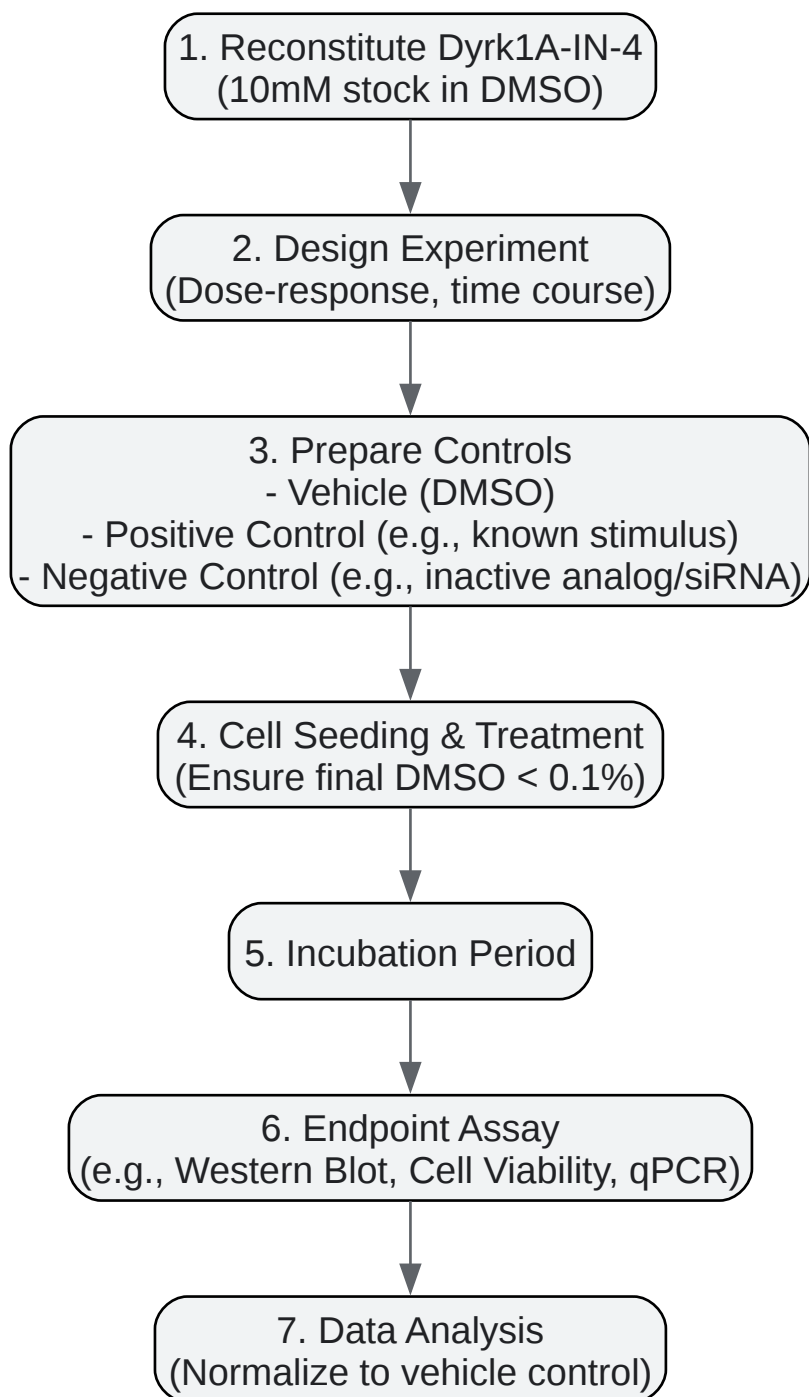 1. Reconstitute Dyrk1A-IN-4
(10mM stock in DMSO)
2. Design Experiment
(Dose-response, time course)
3. Prepare Controls
- Vehicle (DMSO)
- Positive Control (e.g., known stimulus)
- Negative Control (e.g., inactive analog/siRNA)
4. Cell Seeding & Treatment
(Ensure final DMSO < 0.1%)
5. Incubation Period
6. Endpoint Assay
(e.g., Western Blot, Cell Viability, qPCR)
7. Data Analysis
(Normalize to vehicle control)